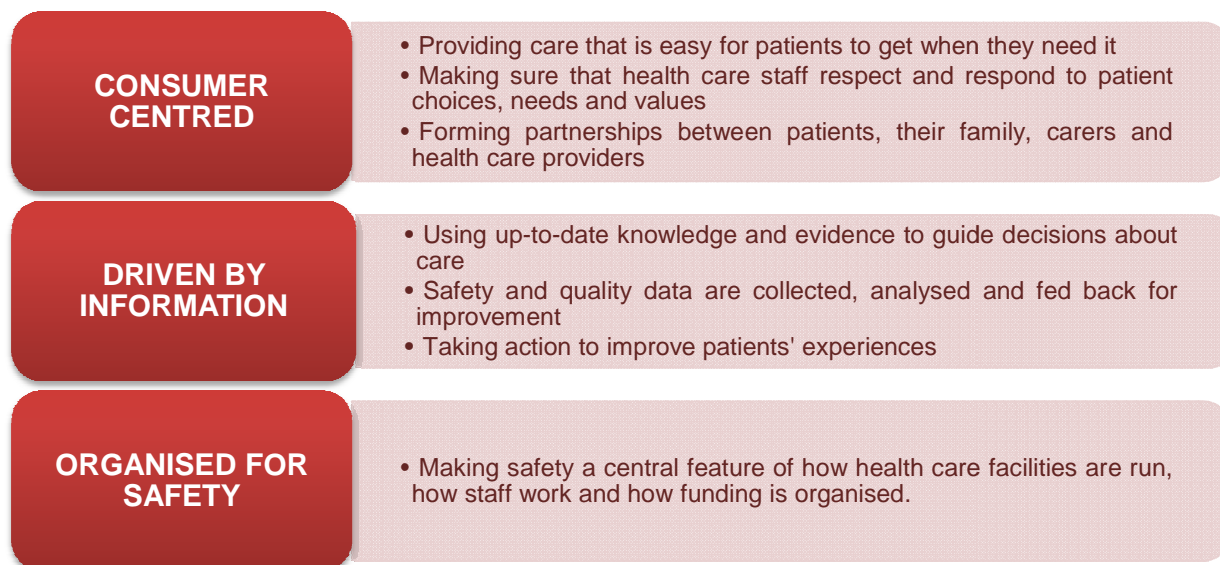 CONSUMER
CENTRED
• Providing care that is easy for patients to get when they need it
• Making sure that health care staff respect and respond to patient
choices, needs and values
• Forming partnerships between patients, their family, carers and
health care providers
DRIVEN BY
INFORMATION
• Using up-to-date knowledge and evidence to guide decisions about
care
• Safety and quality data are collected, analysed and fed back for
improvement
• Taking action to improve patients' experiences
ORGANISED FOR
SAFETY
• Making safety a central feature of how health care facilities are run,
how staff work and how funding is organised.